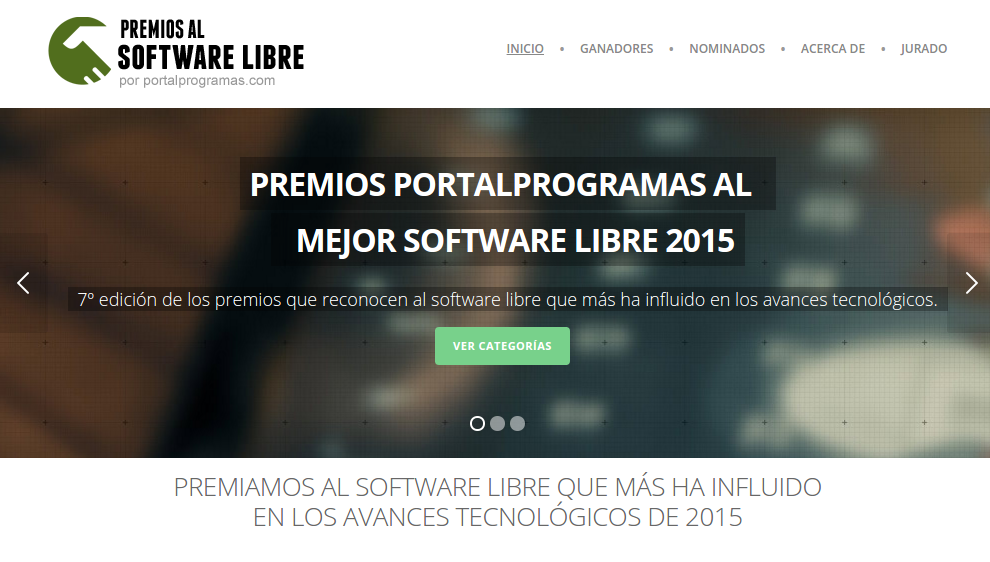 PREMIOS AL
SOFTWARE LIBRE
por portalprogramas.com
INICIO • GANADORES • NOMINADOS • ACERCA DE • JURADO
PREMIOS PORTALPROGRAMAS AL
MEJOR SOFTWARE LIBRE 2015
7º edición de los premios que reconocen al software libre que más ha influido en los avances tecnológicos.
VER CATEGORÍAS
PREMIAMOS AL SOFTWARE LIBRE QUE MÁS HA INFLUIDO
EN LOS AVANCES TECNOLÓGICOS DE 2015